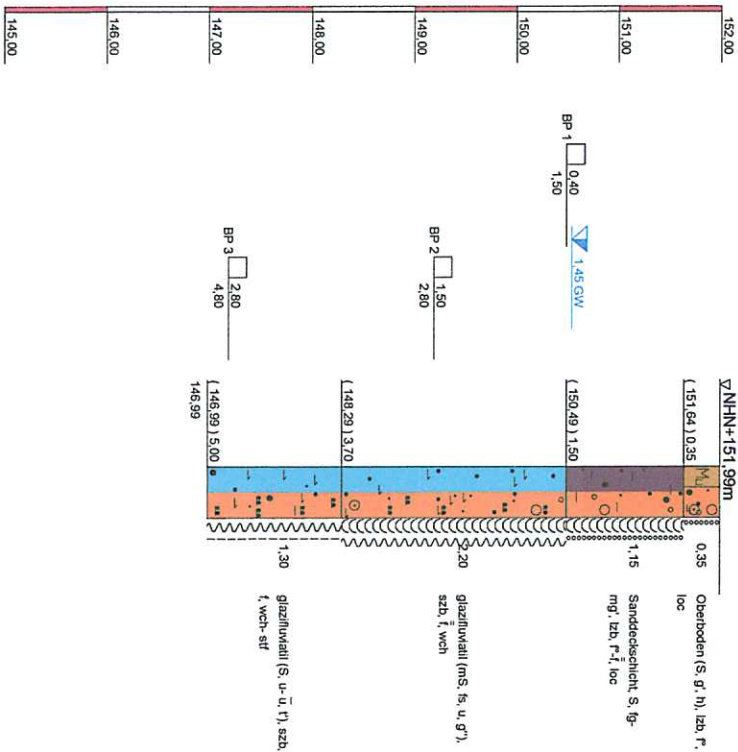 ▽NHN+151,99m
152,00
151,00
150,00
149,00
148,00
147,00
146,00
145,00
BP 1
0,40
1,50
1,45 GW
BP 2
1,50
2,80
BP 3
2,80
4,80
( 151,64 ) 0,35
( 150,49 ) 1,50
( 148,29 ) 3,70
( 146,99 ) 5,00
146,99
Mu
0,35
Oberboden (S, g', h), lzb, f°,
loc
1,15
Sanddeckschicht, S, fg-
mg', lzb, f°-f̄, loc
2,20
glazifluviatil (mS, fs, u, g''),
szb, f̄, wch
1,30
glazifluviatil (S, u- ū, t'), szb,
f, wch- stf